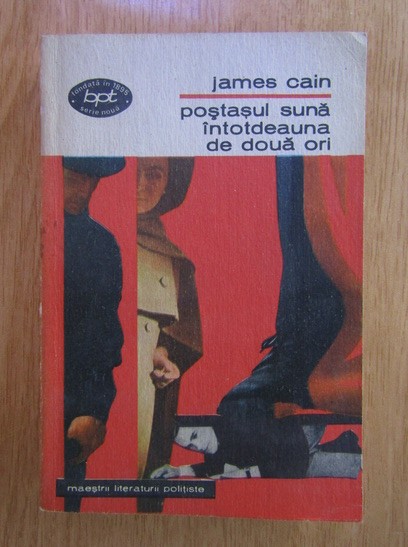 fondată în 1895
bpt
serie nouă
james cain
poștașul sună
întotdeauna
de două ori
maeștrii literaturii polițiste